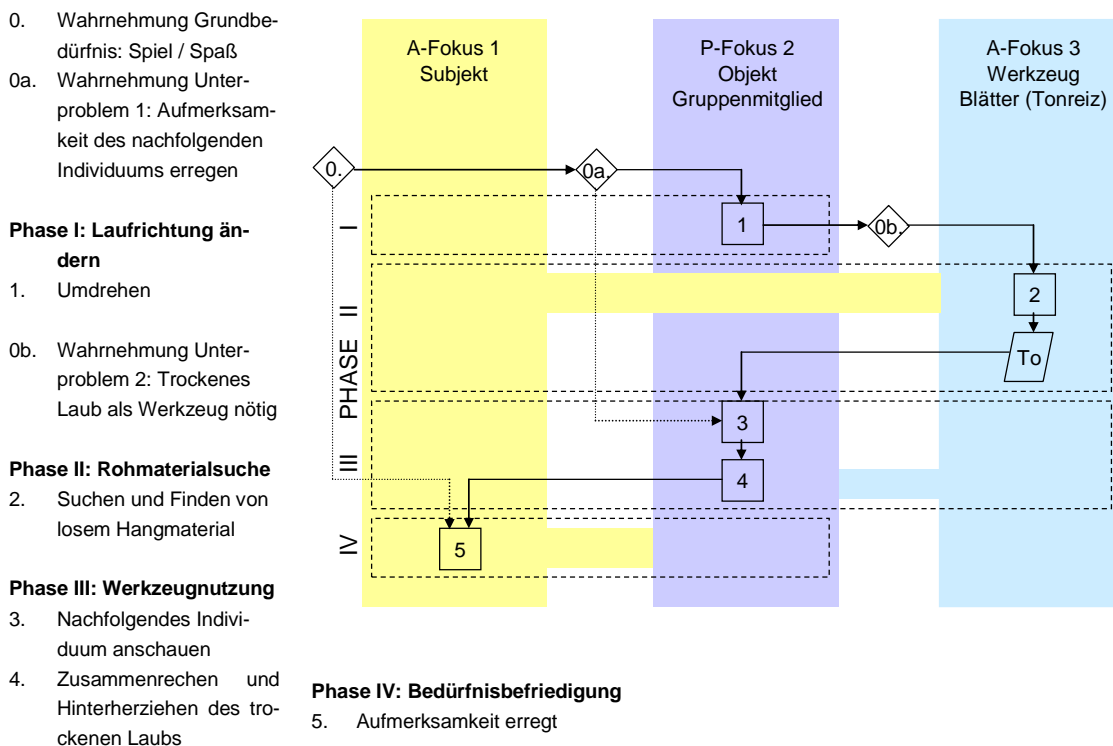 0. Wahrnehmung Grundbe-
dürfnis: Spiel / Spaß
0a. Wahrnehmung Unter-
problem 1: Aufmerksam-
keit des nachfolgenden
Individuums erregen
Phase I: Laufrichtung än-
dern
1. Umdrehen
0b. Wahrnehmung Unter-
problem 2: Trockenes
Laub als Werkzeug nötig
Phase II: Rohmaterialsuche
2. Suchen und Finden von
losem Hangmaterial
Phase III: Werkzeugnutzung
3. Nachfolgendes Indivi-
duum anschauen
4. Zusammenrechen und
Hinterherziehen des tro-
ckenen Laubs
Phase IV: Bedürfnisbefriedigung
5. Aufmerksamkeit erregt
A-Fokus 1
Subjekt
P-Fokus 2
Objekt
Gruppenmitglied
A-Fokus 3
Werkzeug
Blätter (Tonreiz)
0.
0a.
I
1
0b.
II
2
To
PHASE
3
III
4
IV
5